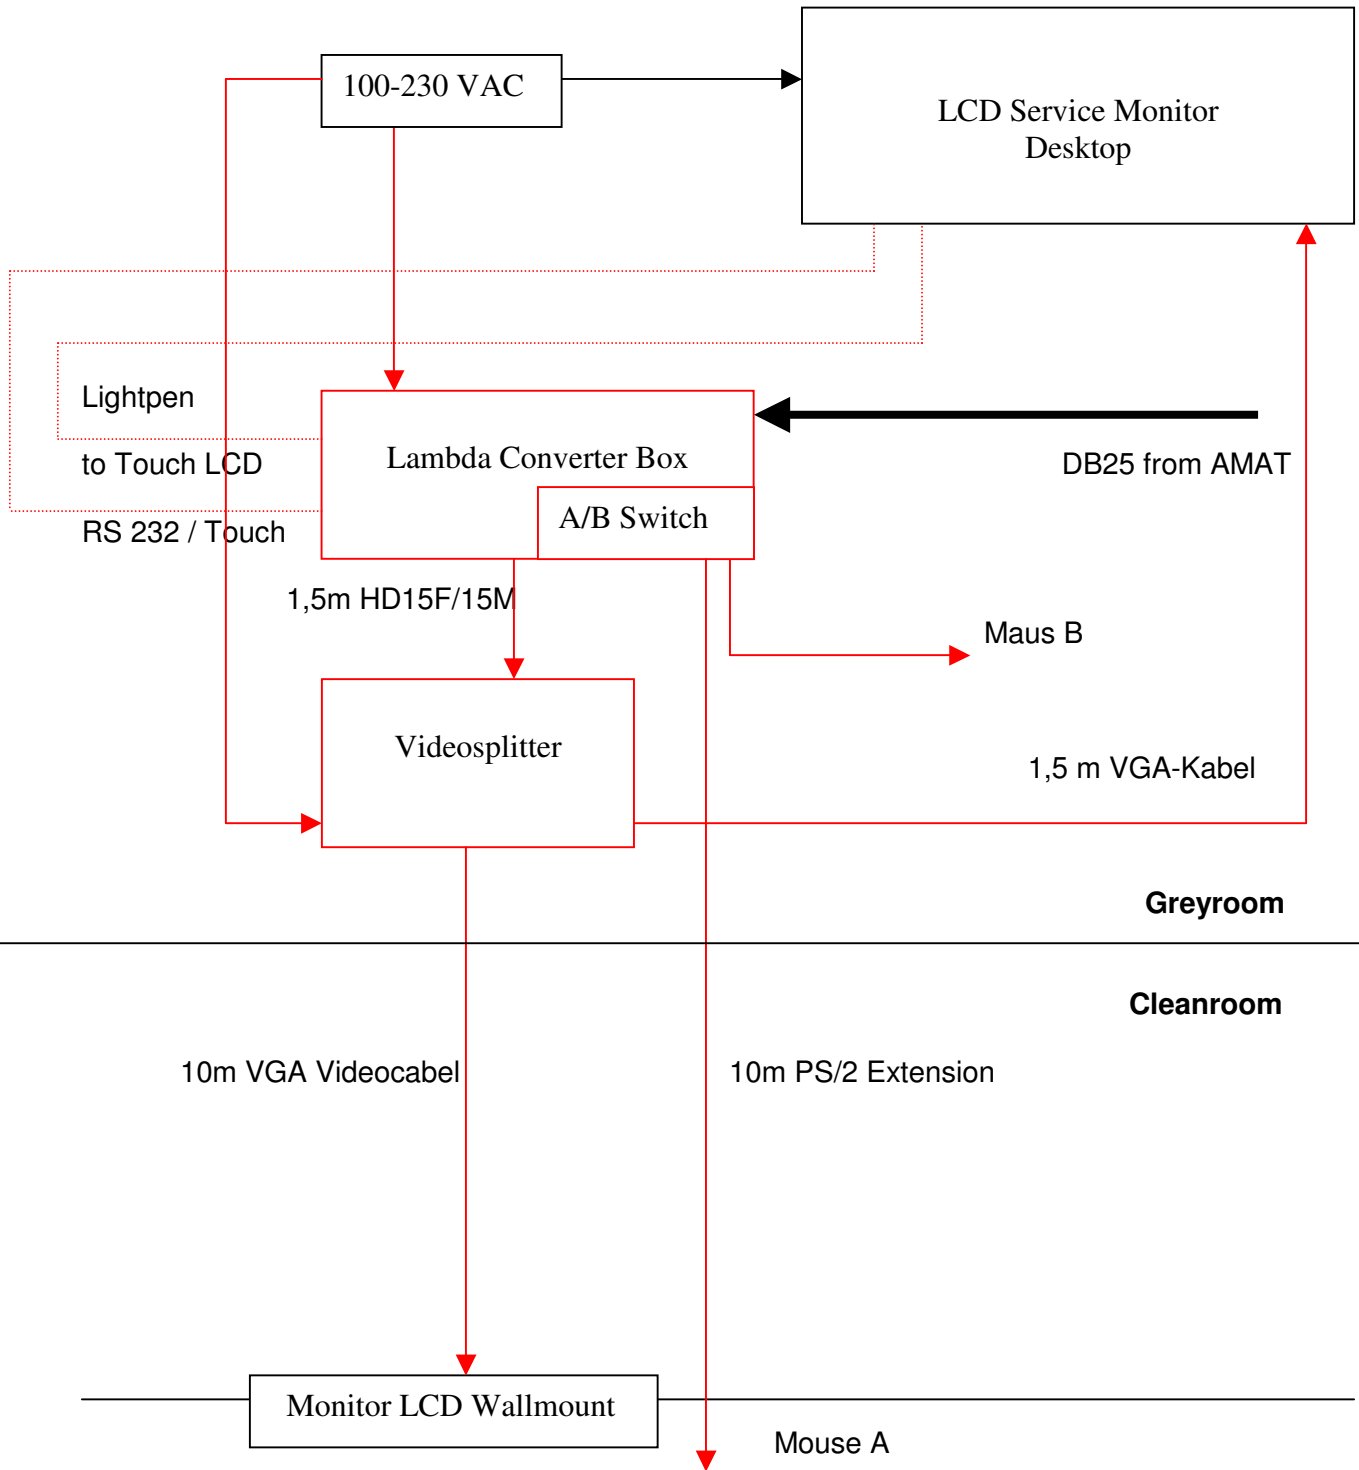 100-230 VAC
LCD Service Monitor
Desktop
Lightpen
to Touch LCD
RS 232 / Touch
Lambda Converter Box
A/B Switch
DB25 from AMAT
1,5m HD15F/15M
Maus B
Videosplitter
1,5 m VGA-Kabel
Greyroom
Cleanroom
10m VGA Videocabel
10m PS/2 Extension
Monitor LCD Wallmount
Mouse A